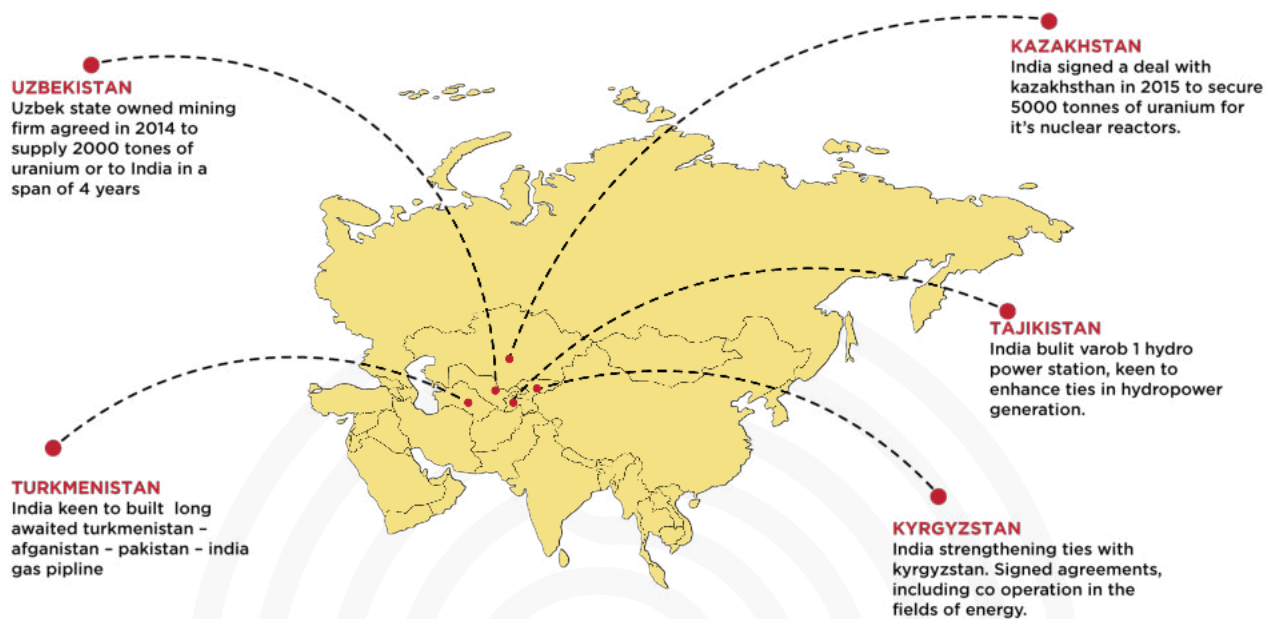 UZBEKISTAN
Uzbek state owned mining
firm agreed in 2014 to
supply 2000 tones of
uranium or to India in a
span of 4 years
KAZAKHSTAN
India signed a deal with
kazakhsthan in 2015 to secure
5000 tonnes of uranium for
it's nuclear reactors.
TAJIKISTAN
India bulit varob 1 hydro
power station, keen to
enhance ties in hydropower
generation.
TURKMENISTAN
India keen to built long
awaited turkmenistan –
afganistan – pakistan – india
gas pipline
KYRGYZSTAN
India strengthening ties with
kyrgyzstan. Signed agreements,
including co operation in the
fields of energy.